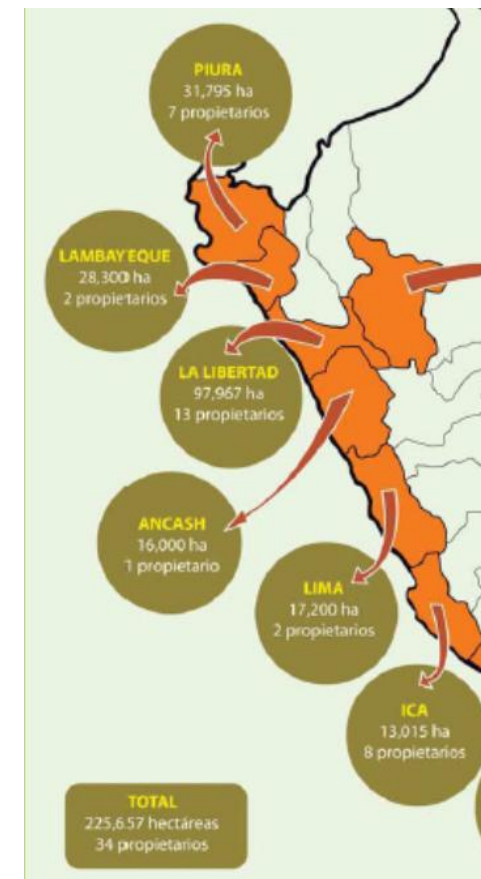 PIURA
31,795 ha
7 propietarios
LAMBAYEQUE
28,300 ha
2 propietarios
LA LIBERTAD
97,967 ha
13 propietarios
ANCASH
16,000 ha
1 propietario
LIMA
17,200 ha
2 propietarios
ICA
13,015 ha
8 propietarios
TOTAL
225,657 hectáreas
34 propietarios